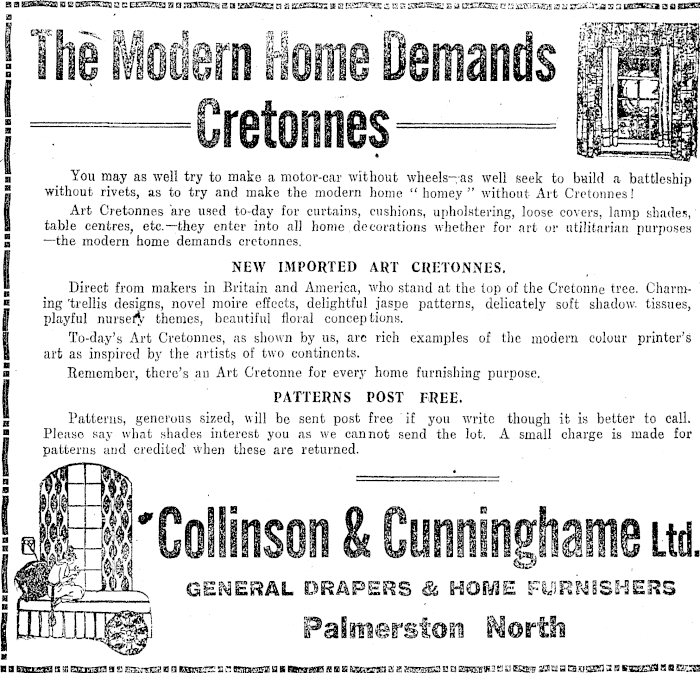 The Modern Home Demands
Cretonnes
You may as well try to make a motor-car without wheels—as well seek to build a battleship
without rivets, as to try and make the modern home "homey" without Art Cretonnes!
Art Cretonnes are used to-day for curtains, cushions, upholstering, loose covers, lamp shades,
table centres, etc.—they enter into all home decorations whether for art or utilitarian purposes
—the modern home demands cretonnes.
NEW IMPORTED ART CRETONNES.
Direct from makers in Britain and America, who stand at the top of the Cretonne tree. Charm-
ing trellis designs, novel moire effects, delightful jaspe patterns, delicately soft shadow tissues,
playful nursery themes, beautiful floral conceptions.
To-day's Art Cretonnes, as shown by us, are rich examples of the modern colour printer's
art as inspired by the artists of two continents.
Remember, there's an Art Cretonne for every home furnishing purpose.
PATTERNS POST FREE.
Patterns, generous sized, will be sent post free if you write though it is better to call.
Please say what shades interest you as we cannot send the lot. A small charge is made for
patterns and credited when these are returned.
Collinson & Cunninghame Ltd.
GENERAL DRAPERS & HOME FURNISHERS
Palmerston North